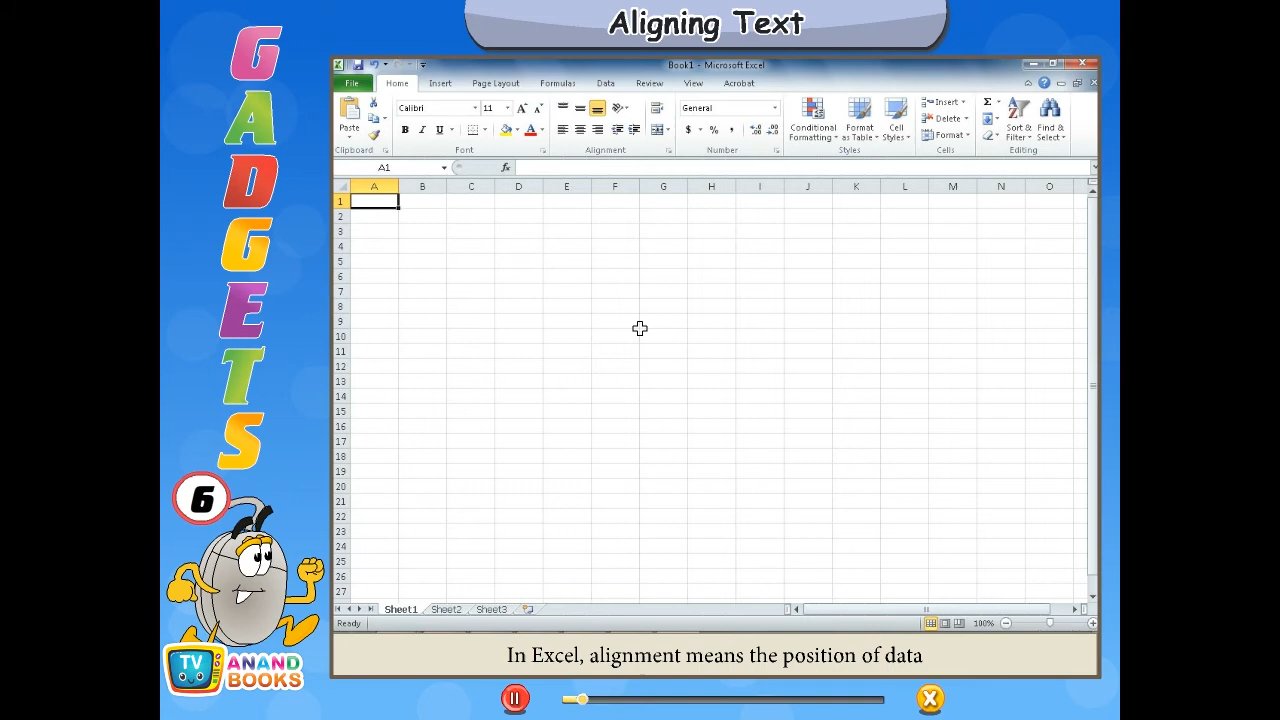 Aligning Text
GADGETS
6
TV
ANAND
BOOKS
Book1 - Microsoft Excel
File Home Insert Page Layout Formulas Data Review View Acrobat
Calibri 11 General
Paste
B I U $ % ,
Conditional Formatting
Format as Table
Cell Styles
Insert
Delete
Format
Σ
Sort & Filter
Find & Select
Clipboard Font Alignment Number Styles Cells Editing
A1 fx
A B C D E F G H I J K L M N O
1
2
3
4
5
6
7
8
9
10
11
12
13
14
15
16
17
18
19
20
21
22
23
24
25
26
27
Sheet1 Sheet2 Sheet3
Ready 100%
In Excel, alignment means the position of data